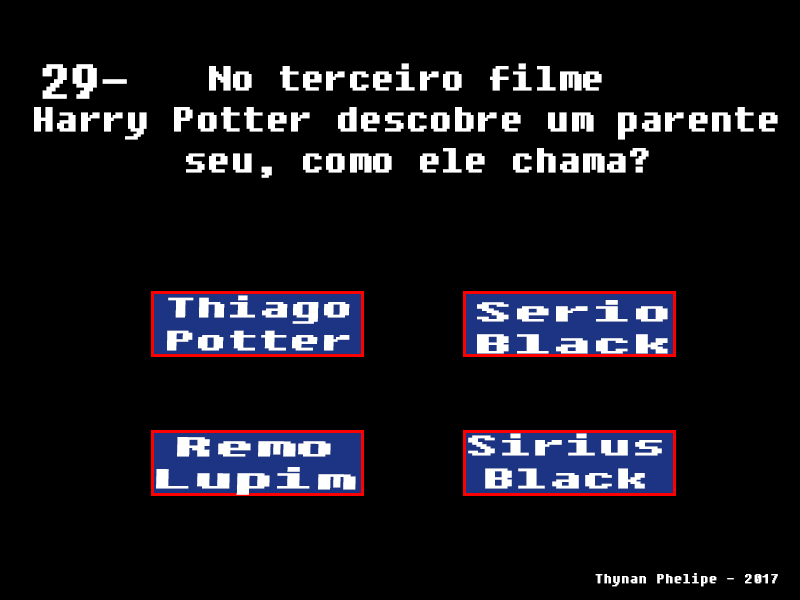 29- No terceiro filme
Harry Potter descobre um parente
seu, como ele chama?
Thiago
Potter
Serio
Black
Remo
Lupim
Sirius
Black
Thynan Phelipe - 2017